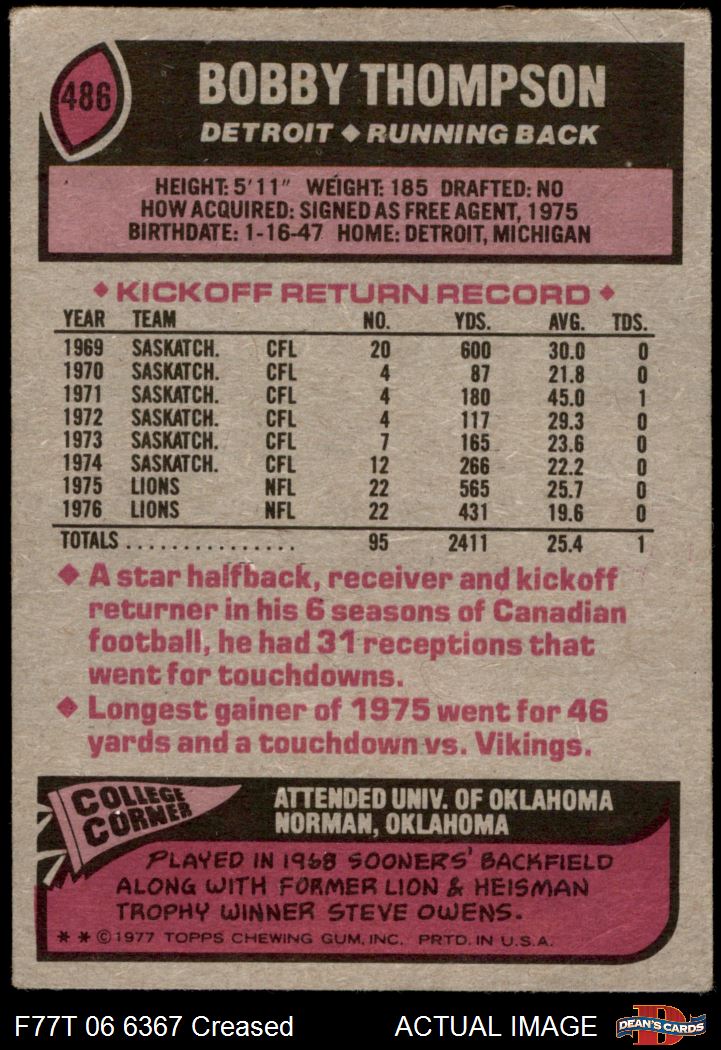 486
BOBBY THOMPSON
DETROIT ◆ RUNNING BACK
HEIGHT: 5'11" WEIGHT: 185 DRAFTED: NO
HOW ACQUIRED: SIGNED AS FREE AGENT, 1975
BIRTHDATE: 1-16-47 HOME: DETROIT, MICHIGAN
◆ KICKOFF RETURN RECORD ◆
YEAR TEAM NO. YDS. AVG. TDS.
1969 SASKATCH. CFL 20 600 30.0 0
1970 SASKATCH. CFL 4 87 21.8 0
1971 SASKATCH. CFL 4 180 45.0 1
1972 SASKATCH. CFL 4 117 29.3 0
1973 SASKATCH. CFL 7 165 23.6 0
1974 SASKATCH. CFL 12 266 22.2 0
1975 LIONS NFL 22 565 25.7 0
1976 LIONS NFL 22 431 19.6 0
TOTALS ................ 95 2411 25.4 1
◆ A star halfback, receiver and kickoff
returner in his 6 seasons of Canadian
football, he had 31 receptions that
went for touchdowns.
◆ Longest gainer of 1975 went for 46
yards and a touchdown vs. Vikings.
COLLEGE
CORNER
ATTENDED UNIV. OF OKLAHOMA
NORMAN, OKLAHOMA
PLAYED IN 1968 SOONERS' BACKFIELD
ALONG WITH FORMER LION & HEISMAN
TROPHY WINNER STEVE OWENS.
** ©1977 TOPPS CHEWING GUM, INC. PRTD. IN U.S.A.
F77T 06 6367 Creased ACTUAL IMAGE
D
DEAN'S CARDS